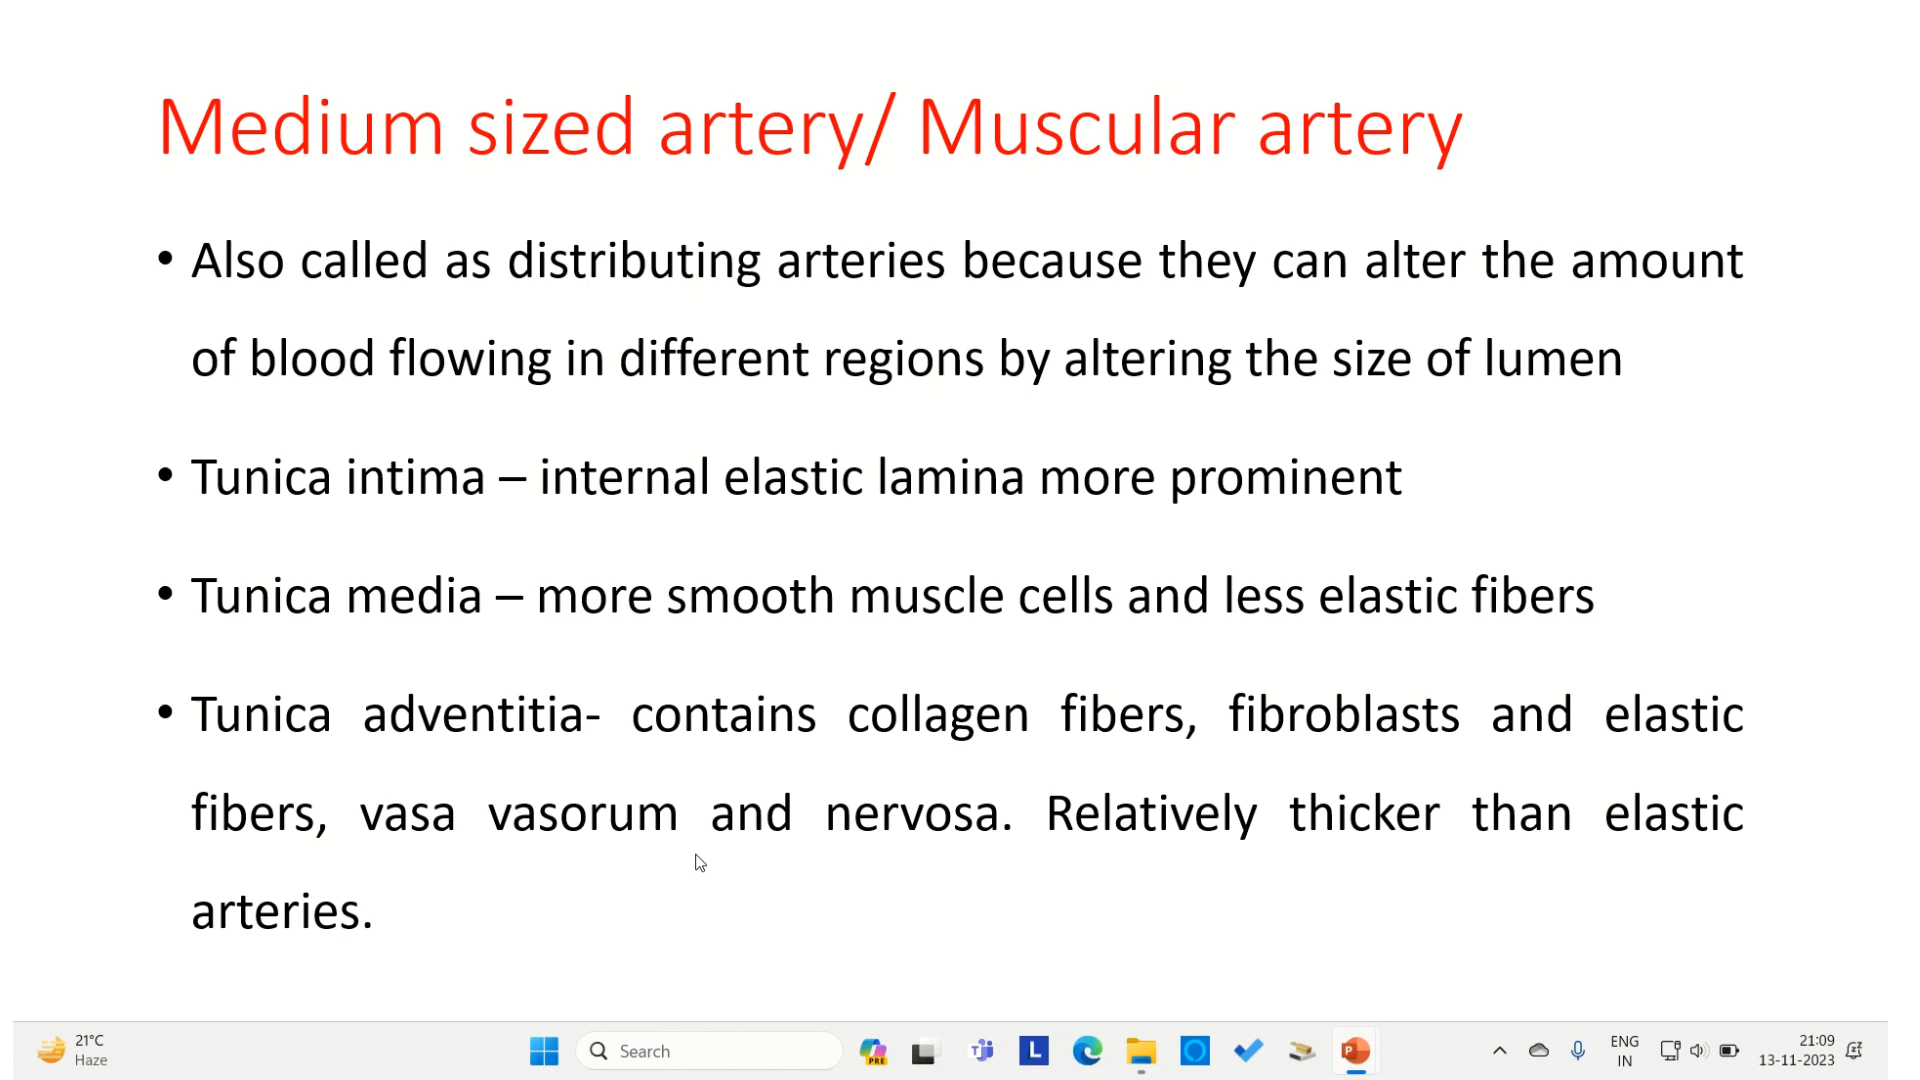 Medium sized artery/ Muscular artery
• Also called as distributing arteries because they can alter the amount
of blood flowing in different regions by altering the size of lumen
• Tunica intima – internal elastic lamina more prominent
• Tunica media – more smooth muscle cells and less elastic fibers
• Tunica adventitia- contains collagen fibers, fibroblasts and elastic
fibers, vasa vasorum and nervosa. Relatively thicker than elastic
arteries.
21°C
Haze
Search
PRE
L
P
ENG
IN
21:09
13-11-2023